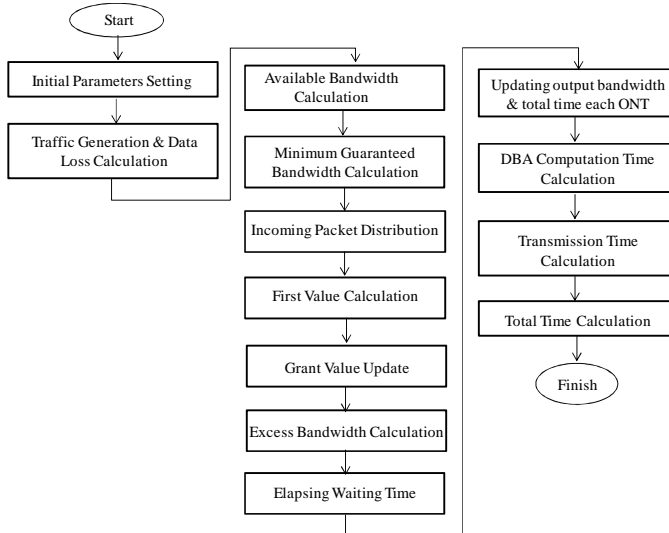 Start
Initial Parameters Setting
Traffic Generation & Data
Loss Calculation
Available Bandwidth
Calculation
Minimum Guaranteed
Bandwidth Calculation
Incoming Packet Distribution
First Value Calculation
Grant Value Update
Excess Bandwidth Calculation
Elapsing Waiting Time
Updating output bandwidth
& total time each ONT
DBA Computation Time
Calculation
Transmission Time
Calculation
Total Time Calculation
Finish